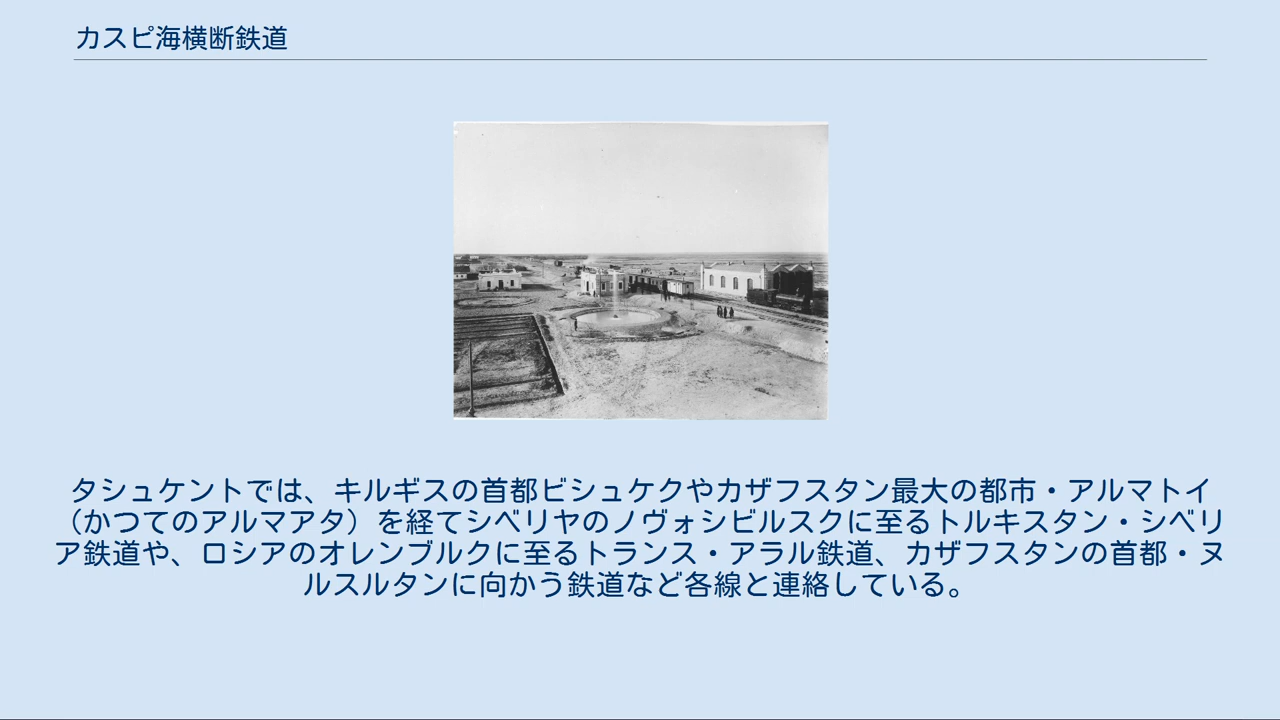 カスピ海横断鉄道
タシュケントでは、キルギスの首都ビシュケクやカザフスタン最大の都市・アルマトイ
（かつてのアルマアタ）を経てシベリヤのノヴォシビルスクに至るトルキスタン・シベリ
ア鉄道や、ロシアのオレンブルクに至るトランス・アラル鉄道、カザフスタンの首都・ヌ
ルスルタンに向かう鉄道など各線と連絡している。